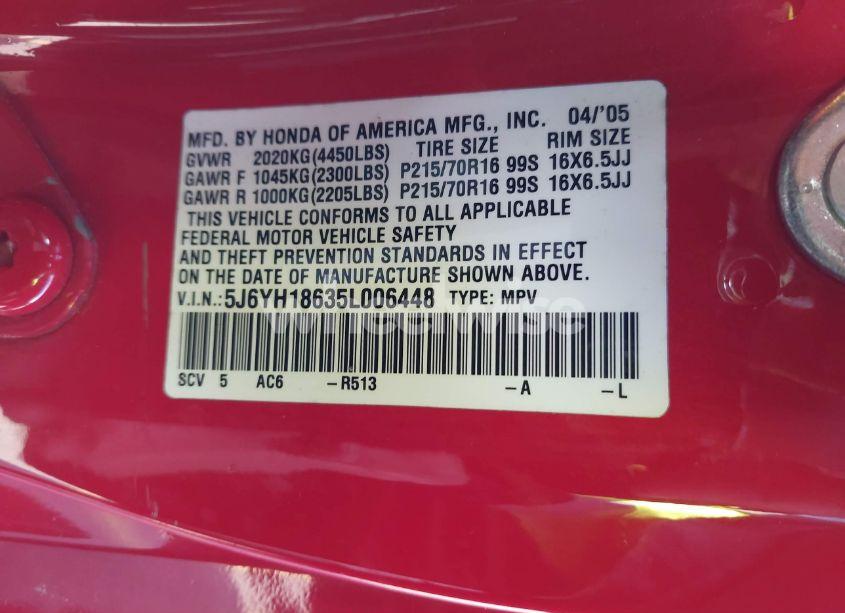 MFD. BY HONDA OF AMERICA MFG., INC. 04/'05
GVWR 2020KG(4450LBS) TIRE SIZE RIM SIZE
GAWR F 1045KG(2300LBS) P215/70R16 99S 16X6.5JJ
GAWR R 1000KG(2205LBS) P215/70R16 99S 16X6.5JJ
THIS VEHICLE CONFORMS TO ALL APPLICABLE
FEDERAL MOTOR VEHICLE SAFETY
AND THEFT PREVENTION STANDARDS IN EFFECT
ON THE DATE OF MANUFACTURE SHOWN ABOVE.
V.I.N.: 5J6YH18635L006448 TYPE: MPV
wheelwise
SCV 5 AC6 -R513 -A -L